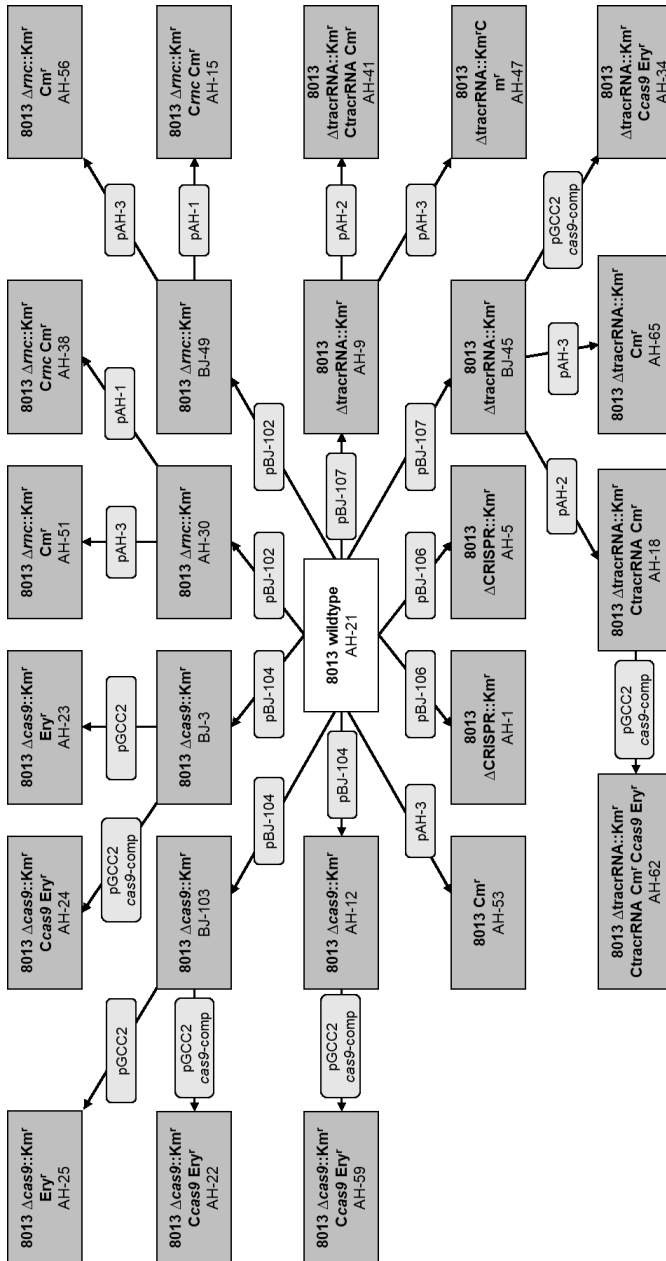 8013 Δcas9::Kmʳ
Eryʳ
AH-25
8013 Δcas9::Kmʳ
Ccas9 Eryʳ
AH-24
8013 Δcas9::Kmʳ
Eryʳ
AH-23
8013 Δrnc::Kmʳ
Cmʳ
AH-51
8013 Δrnc::Kmʳ
Crnc Cmʳ
AH-38
8013 Δrnc::Kmʳ
Cmʳ
AH-56
pGCC2
pGCC2
cas9-comp
pGCC2
pAH-3
pAH-1
pAH-3
8013 Δcas9::Kmʳ
Ccas9 Eryʳ
AH-22
pGCC2
cas9-comp
8013 Δcas9::Kmʳ
BJ-103
8013 Δcas9::Kmʳ
BJ-3
8013 Δrnc::Kmʳ
AH-30
8013 Δrnc::Kmʳ
BJ-49
pAH-1
8013 Δrnc::Kmʳ
Crnc Cmʳ
AH-15
pBJ-104
pBJ-104
pBJ-102
pBJ-102
8013 Δcas9::Kmʳ
Ccas9 Eryʳ
AH-59
pGCC2
cas9-comp
8013 Δcas9::Kmʳ
AH-12
pBJ-104
8013 wildtype
AH-21
pBJ-107
8013
ΔtracrRNA::Kmʳ
AH-9
pAH-2
8013
ΔtracrRNA::Kmʳ
CtracrRNA Cmʳ
AH-41
pAH-3
pBJ-106
pBJ-106
pBJ-107
pAH-3
8013 Cmʳ
AH-53
8013
ΔCRISPR::Kmʳ
AH-1
8013
ΔCRISPR::Kmʳ
AH-5
8013
ΔtracrRNA::Kmʳ
BJ-45
8013
ΔtracrRNA::KmʳC
mʳ
AH-47
pAH-2
pAH-3
pGCC2
cas9-comp
8013 ΔtracrRNA::Kmʳ
CtracrRNA Cmʳ Ccas9 Eryʳ
AH-62
pGCC2
cas9-comp
8013 ΔtracrRNA::Kmʳ
CtracrRNA Cmʳ
AH-18
8013 ΔtracrRNA::Kmʳ
Cmʳ
AH-65
8013
ΔtracrRNA::Kmʳ
Ccas9 Eryʳ
AH-34